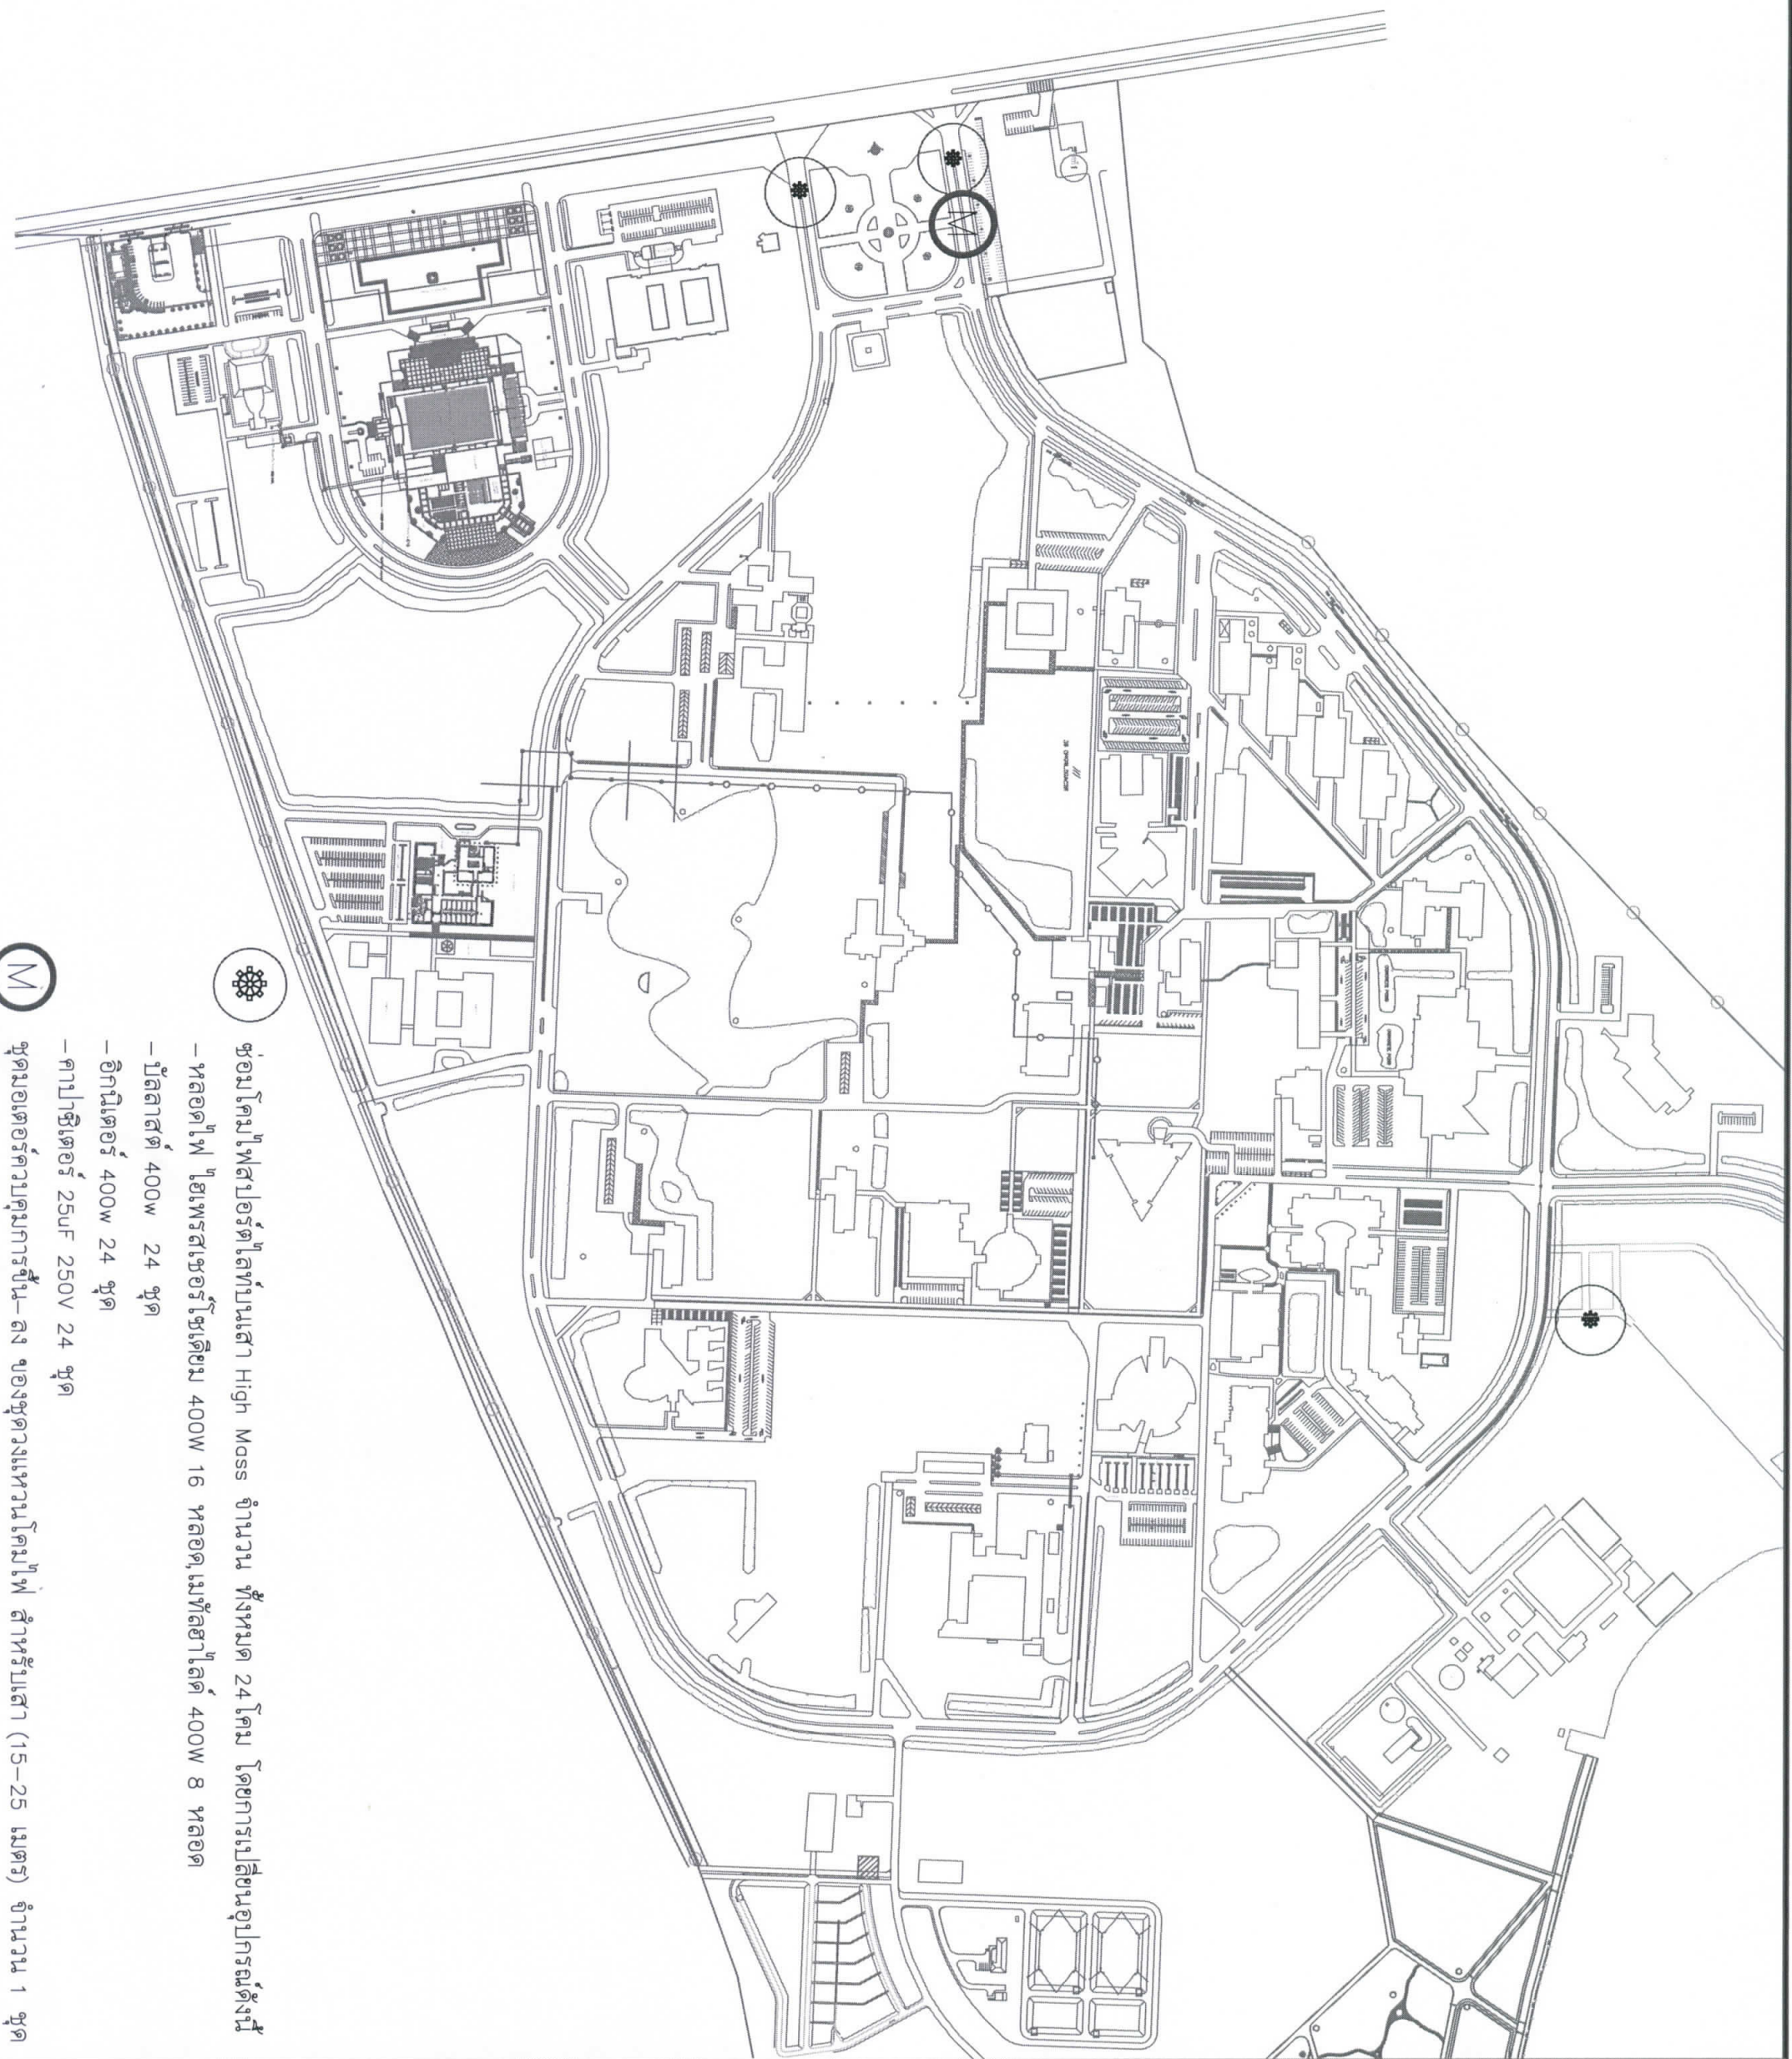 ซ่อมโคมไฟสปอร์ตไลท์บนเสา High Mass จำนวน ทั้งหมด 24โคม โดยการเปลี่ยนอุปกรณ์ดังนี้
-หลอดไฟ ไฮเพรสเชอร์โซเดียม 400W 16 หลอด,เมทัลฮาไลด์ 400W 8 หลอด
-บัลลาสต์ 400w 24 ชุด
-อิกนิเตอร์ 400w 24 ชุด
-คาปาซิเตอร์ 25uF 250V 24 ชุด
M ชุดมอเตอร์ควบคุมการขึ้น-ลง ของชุดวงแหวนโคมไฟ สำหรับเสา (15-25 เมตร) จำนวน 1 ชุด
M